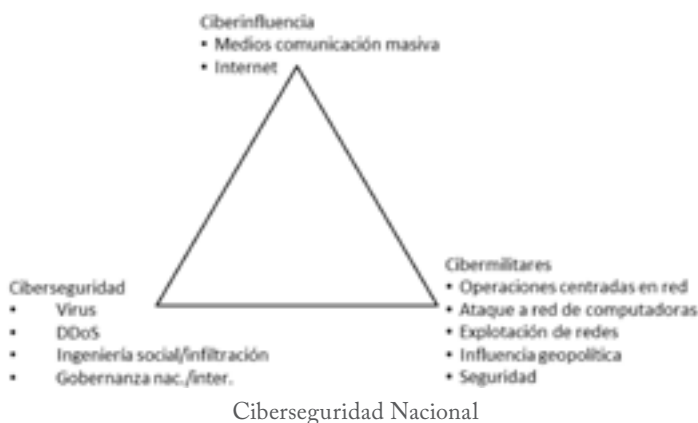 Ciberinfluencia
• Medios comunicación masiva
• Internet
Ciberseguridad
• Virus
• DDoS
• Ingeniería social/infiltración
• Gobernanza nac./inter.
Cibermilitares
• Operaciones centradas en red
• Ataque a red de computadoras
• Explotación de redes
• Influencia geopolítica
• Seguridad
Ciberseguridad Nacional